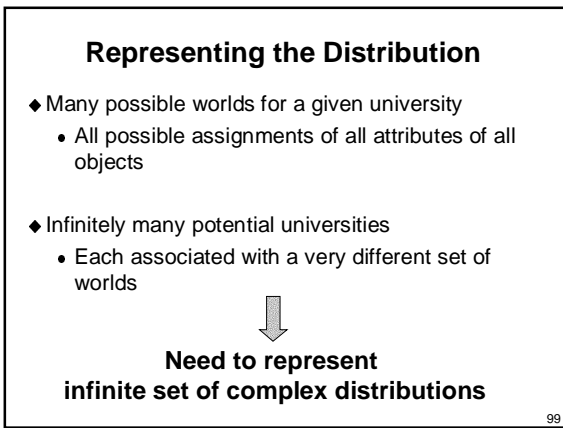 Representing the Distribution
◆ Many possible worlds for a given university
• All possible assignments of all attributes of all
objects
◆ Infinitely many potential universities
• Each associated with a very different set of
worlds
Need to represent
infinite set of complex distributions
99